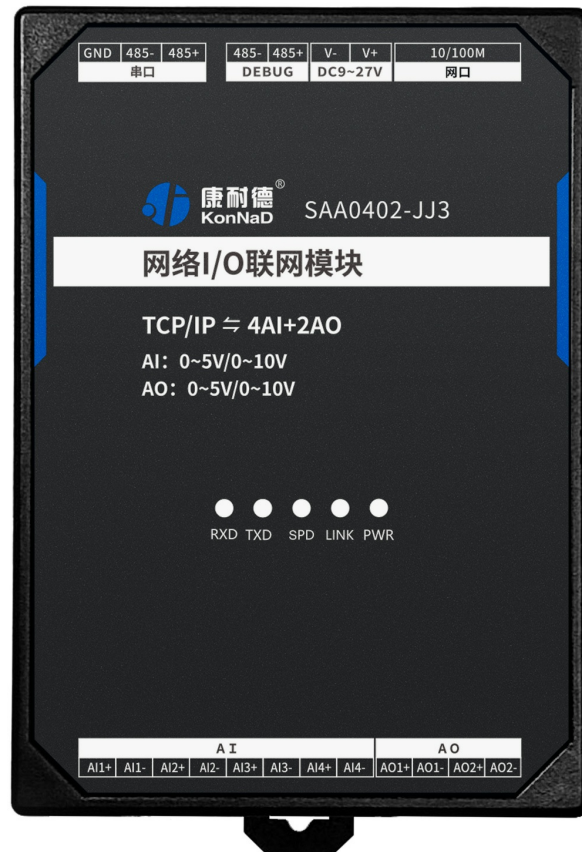 GND 485- 485+ 485- 485+ V- V+ 10/100M
串口 DEBUG DC9~27V 网口
康耐德®
KonNaD SAA0402-JJ3
网络I/O联网模块
TCP/IP ⇋ 4AI+2AO
AI：0~5V/0~10V
AO：0~5V/0~10V
RXD TXD SPD LINK PWR
AI AO
AI1+ AI1- AI2+ AI2- AI3+ AI3- AI4+ AI4- AO1+ AO1- AO2+ AO2-